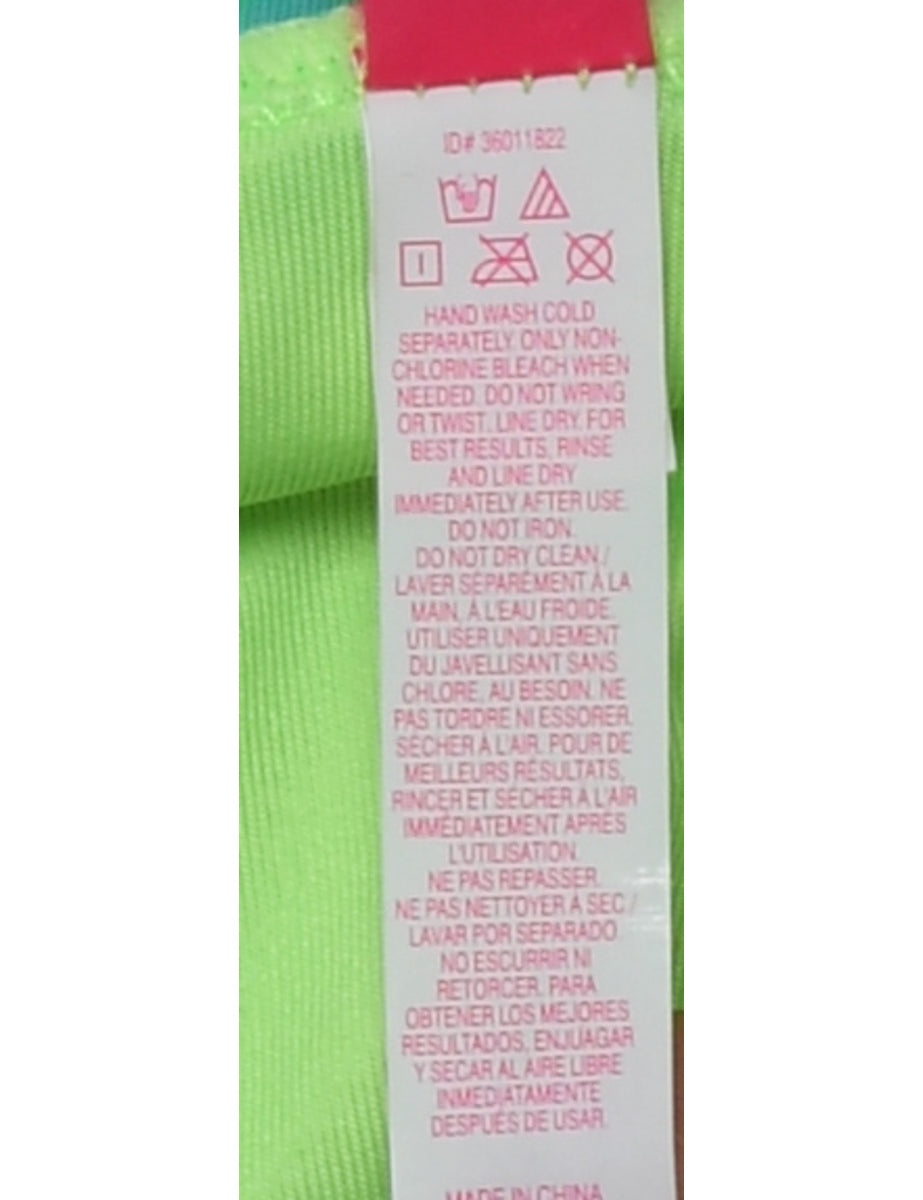 ID# 36011822
HAND WASH COLD
SEPARATELY. ONLY NON-
CHLORINE BLEACH WHEN
NEEDED. DO NOT WRING
OR TWIST. LINE DRY. FOR
BEST RESULTS, RINSE
AND LINE DRY
IMMEDIATELY AFTER USE.
DO NOT IRON.
DO NOT DRY CLEAN./
LAVER SÉPARÉMENT À LA
MAIN, À L'EAU FROIDE.
UTILISER UNIQUEMENT
DU JAVELLISANT SANS
CHLORE, AU BESOIN. NE
PAS TORDRE NI ESSORER.
SÉCHER À L'AIR. POUR DE
MEILLEURS RÉSULTATS,
RINCER ET SÉCHER À L'AIR
IMMÉDIATEMENT APRÈS
L'UTILISATION.
NE PAS REPASSER.
NE PAS NETTOYER À SEC./
LAVAR POR SEPARADO.
NO ESCURRIR NI
RETORCER. PARA
OBTENER LOS MEJORES
RESULTADOS, ENJUAGAR
Y SECAR AL AIRE LIBRE
INMEDIATAMENTE
DESPUÉS DE USAR.
MADE IN CHINA